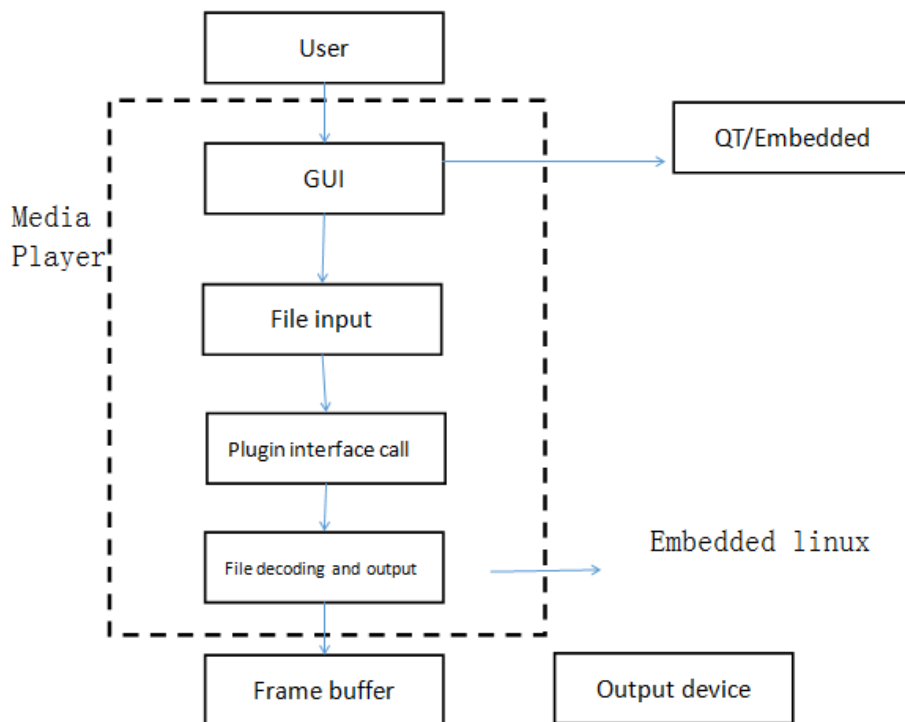 User
QT/Embedded
GUI
Media
Player
File input
Plugin interface call
Embedded linux
File decoding and output
Frame buffer
Output device